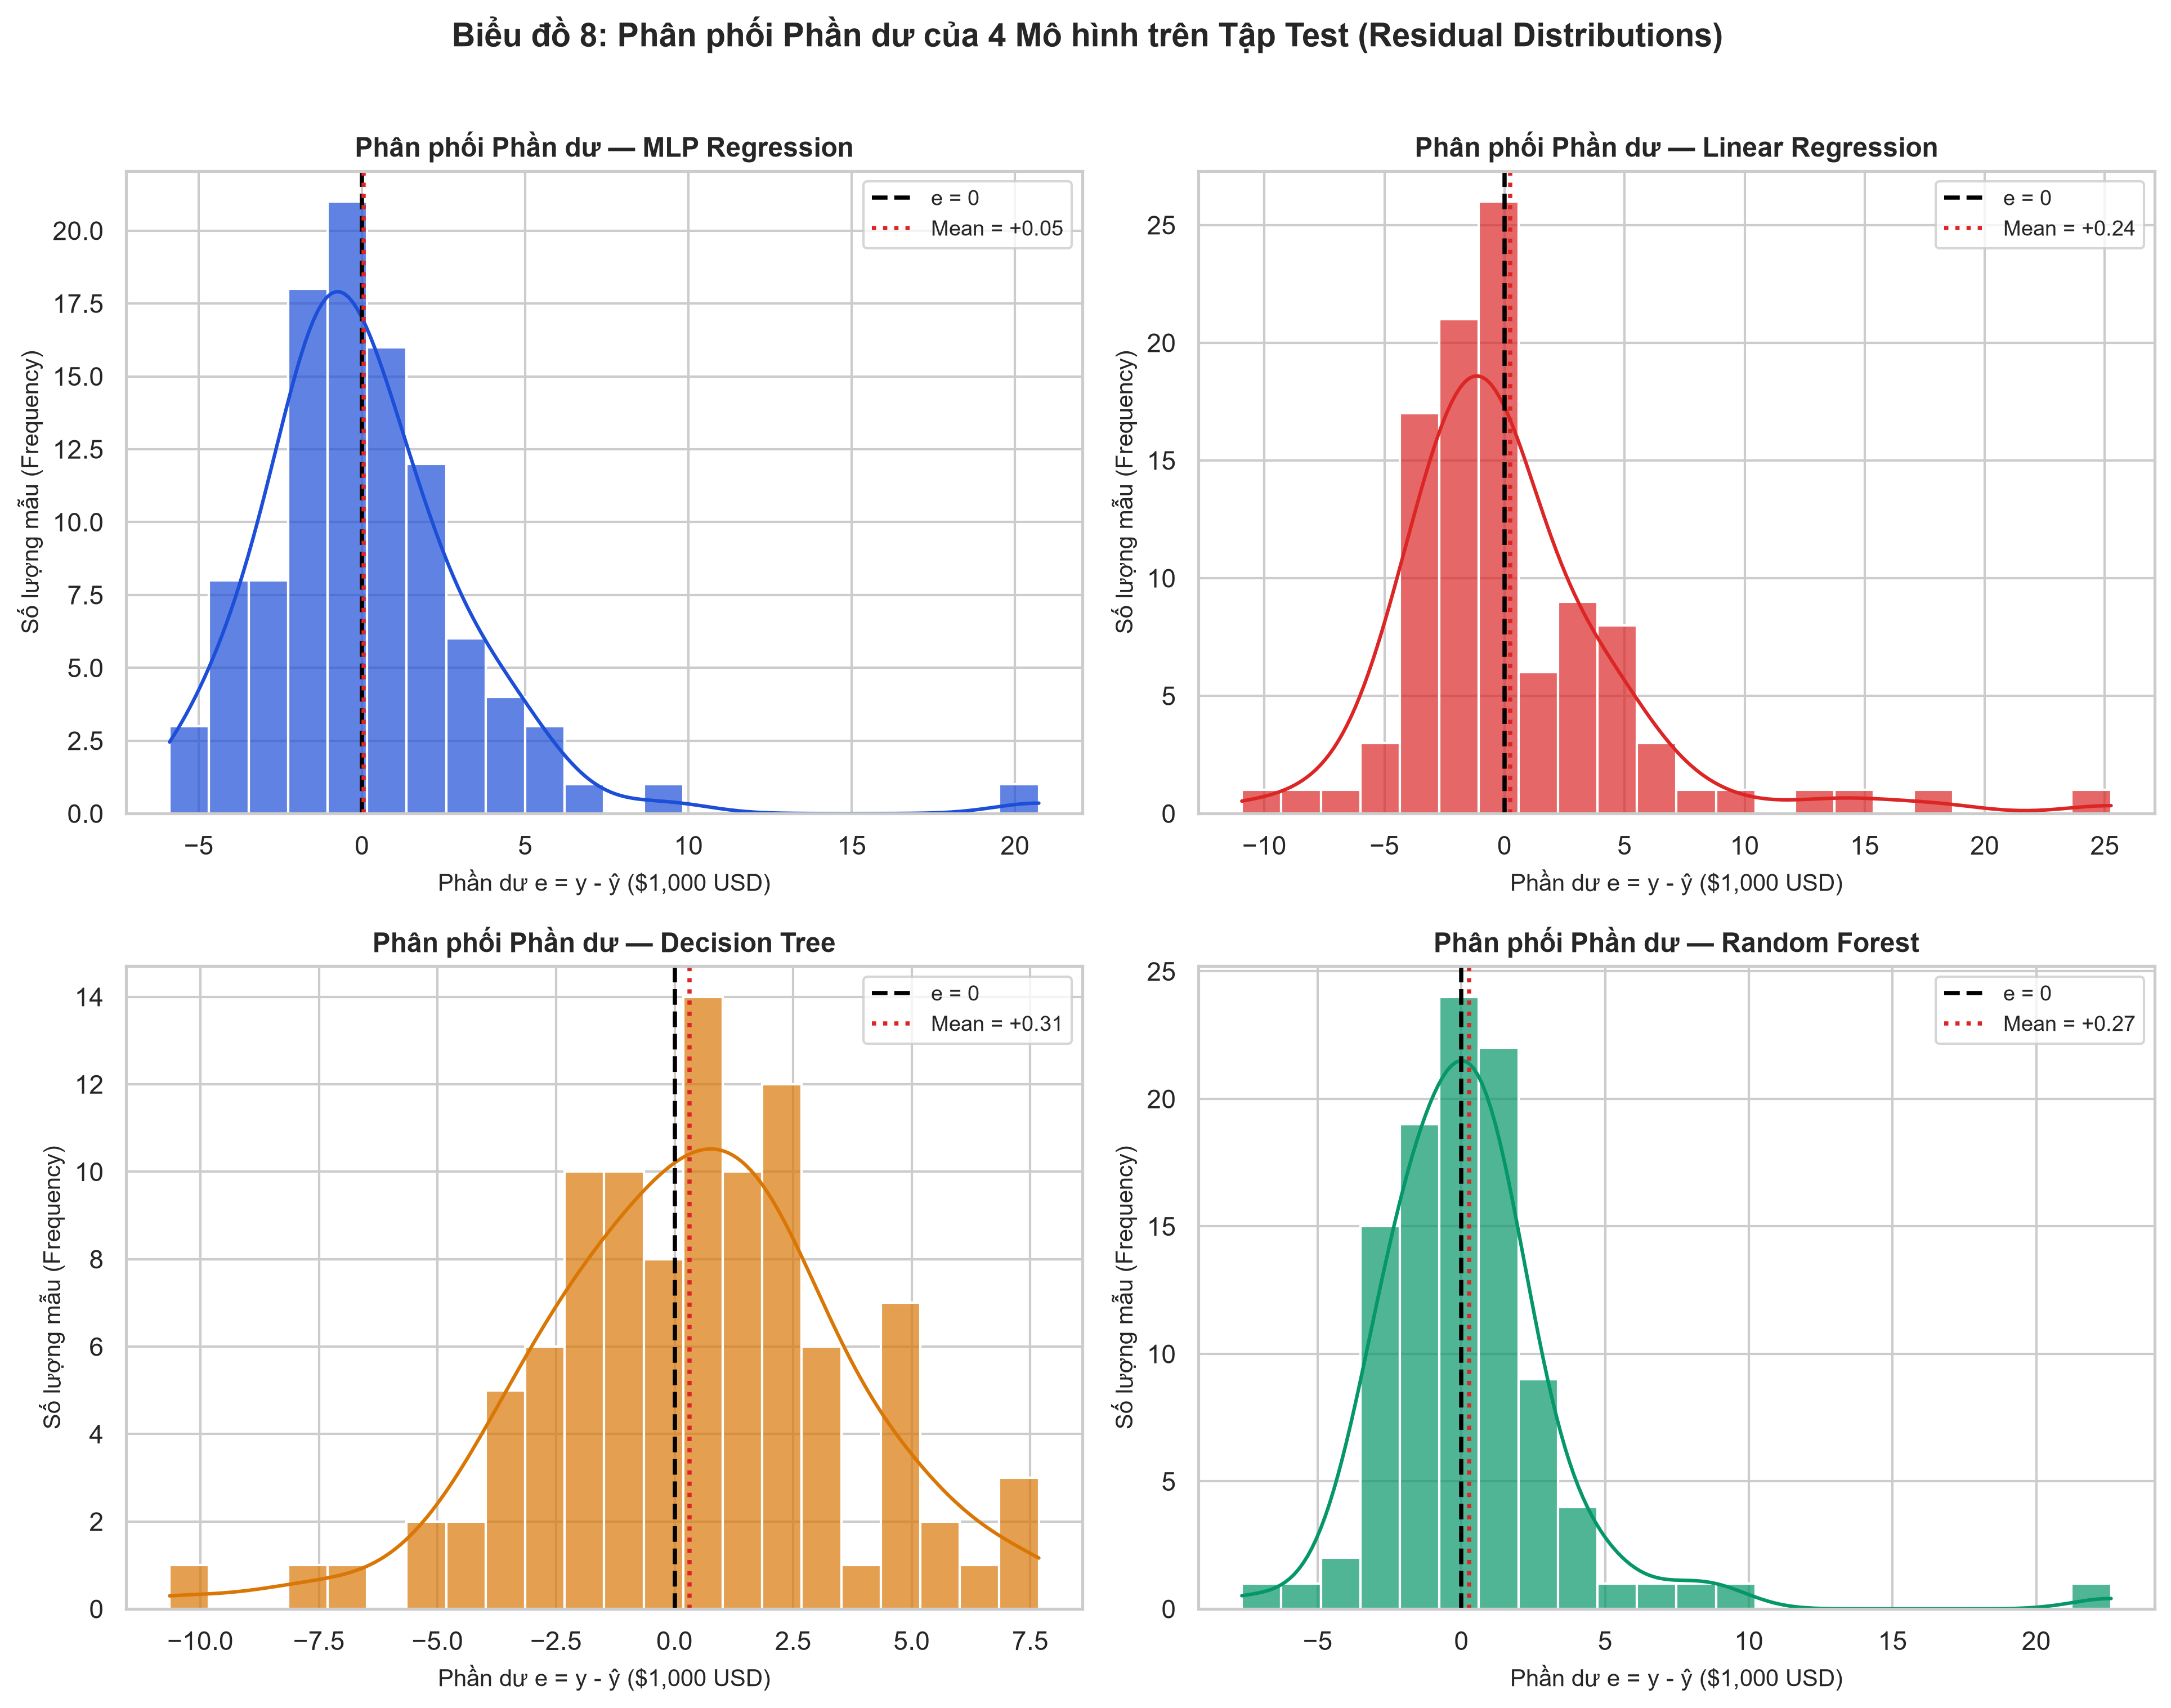 Biểu đồ 8: Phân phối Phần dư của 4 Mô hình trên Tập Test (Residual Distributions)
Phân phối Phần dư — MLP Regression
e = 0
Mean = +0.05
Số lượng mẫu (Frequency)
20.0
17.5
15.0
12.5
10.0
7.5
5.0
2.5
0.0
−5
0
5
10
15
20
Phần dư e = y - ŷ ($1,000 USD)
Phân phối Phần dư — Linear Regression
e = 0
Mean = +0.24
Số lượng mẫu (Frequency)
25
20
15
10
5
0
−10
−5
0
5
10
15
20
25
Phần dư e = y - ŷ ($1,000 USD)
Phân phối Phần dư — Decision Tree
e = 0
Mean = +0.31
Số lượng mẫu (Frequency)
14
12
10
8
6
4
2
0
−10.0
−7.5
−5.0
−2.5
0.0
2.5
5.0
7.5
Phần dư e = y - ŷ ($1,000 USD)
Phân phối Phần dư — Random Forest
e = 0
Mean = +0.27
Số lượng mẫu (Frequency)
25
20
15
10
5
0
−5
0
5
10
15
20
Phần dư e = y - ŷ ($1,000 USD)